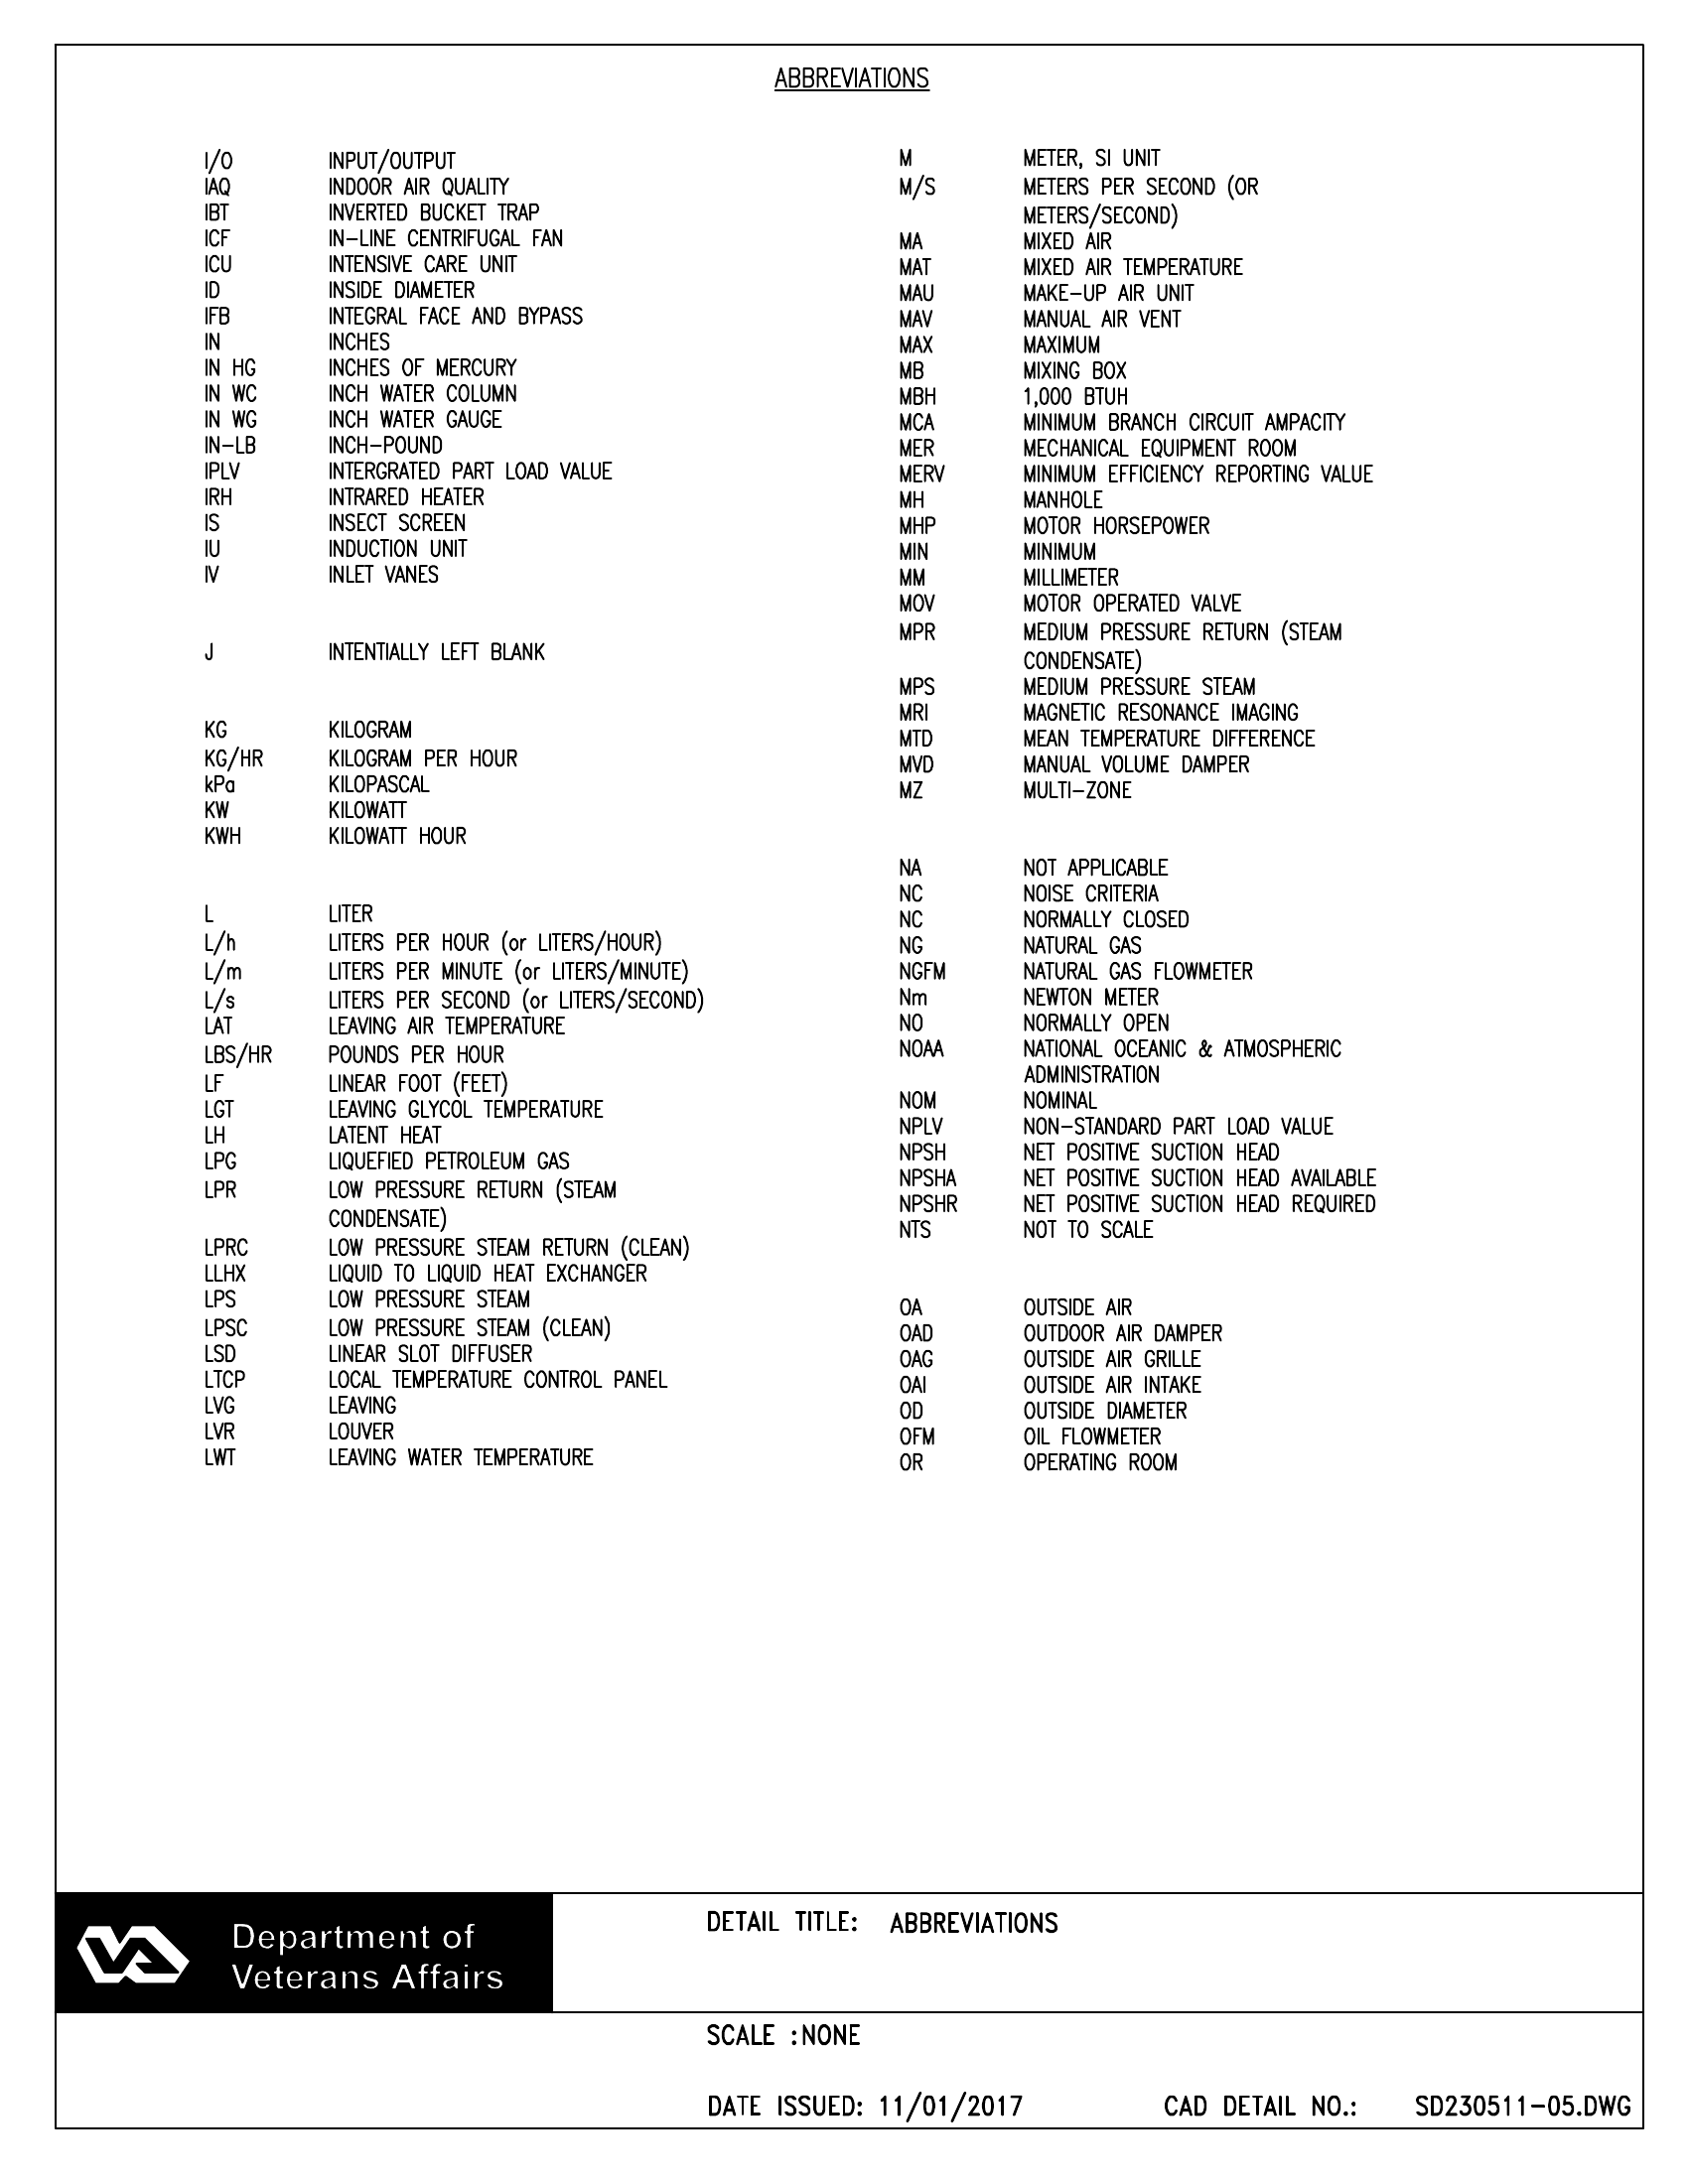 ABBREVIATIONS
I/O INPUT/OUTPUT
IAQ INDOOR AIR QUALITY
IBT INVERTED BUCKET TRAP
ICF IN-LINE CENTRIFUGAL FAN
ICU INTENSIVE CARE UNIT
ID INSIDE DIAMETER
IFB INTEGRAL FACE AND BYPASS
IN INCHES
IN HG INCHES OF MERCURY
IN WC INCH WATER COLUMN
IN WG INCH WATER GAUGE
IN-LB INCH-POUND
IPLV INTERGRATED PART LOAD VALUE
IRH INTRARED HEATER
IS INSECT SCREEN
IU INDUCTION UNIT
IV INLET VANES
J INTENTIALLY LEFT BLANK
KG KILOGRAM
KG/HR KILOGRAM PER HOUR
kPa KILOPASCAL
KW KILOWATT
KWH KILOWATT HOUR
L LITER
L/h LITERS PER HOUR (or LITERS/HOUR)
L/m LITERS PER MINUTE (or LITERS/MINUTE)
L/s LITERS PER SECOND (or LITERS/SECOND)
LAT LEAVING AIR TEMPERATURE
LBS/HR POUNDS PER HOUR
LF LINEAR FOOT (FEET)
LGT LEAVING GLYCOL TEMPERATURE
LH LATENT HEAT
LPG LIQUEFIED PETROLEUM GAS
LPR LOW PRESSURE RETURN (STEAM
CONDENSATE)
LPRC LOW PRESSURE STEAM RETURN (CLEAN)
LLHX LIQUID TO LIQUID HEAT EXCHANGER
LPS LOW PRESSURE STEAM
LPSC LOW PRESSURE STEAM (CLEAN)
LSD LINEAR SLOT DIFFUSER
LTCP LOCAL TEMPERATURE CONTROL PANEL
LVG LEAVING
LVR LOUVER
LWT LEAVING WATER TEMPERATURE
M METER, SI UNIT
M/S METERS PER SECOND (OR
METERS/SECOND)
MA MIXED AIR
MAT MIXED AIR TEMPERATURE
MAU MAKE-UP AIR UNIT
MAV MANUAL AIR VENT
MAX MAXIMUM
MB MIXING BOX
MBH 1,000 BTUH
MCA MINIMUM BRANCH CIRCUIT AMPACITY
MER MECHANICAL EQUIPMENT ROOM
MERV MINIMUM EFFICIENCY REPORTING VALUE
MH MANHOLE
MHP MOTOR HORSEPOWER
MIN MINIMUM
MM MILLIMETER
MOV MOTOR OPERATED VALVE
MPR MEDIUM PRESSURE RETURN (STEAM
CONDENSATE)
MPS MEDIUM PRESSURE STEAM
MRI MAGNETIC RESONANCE IMAGING
MTD MEAN TEMPERATURE DIFFERENCE
MVD MANUAL VOLUME DAMPER
MZ MULTI-ZONE
NA NOT APPLICABLE
NC NOISE CRITERIA
NC NORMALLY CLOSED
NG NATURAL GAS
NGFM NATURAL GAS FLOWMETER
Nm NEWTON METER
NO NORMALLY OPEN
NOAA NATIONAL OCEANIC & ATMOSPHERIC
ADMINISTRATION
NOM NOMINAL
NPLV NON-STANDARD PART LOAD VALUE
NPSH NET POSITIVE SUCTION HEAD
NPSHA NET POSITIVE SUCTION HEAD AVAILABLE
NPSHR NET POSITIVE SUCTION HEAD REQUIRED
NTS NOT TO SCALE
OA OUTSIDE AIR
OAD OUTDOOR AIR DAMPER
OAG OUTSIDE AIR GRILLE
OAI OUTSIDE AIR INTAKE
OD OUTSIDE DIAMETER
OFM OIL FLOWMETER
OR OPERATING ROOM
Department of
Veterans Affairs
DETAIL TITLE: ABBREVIATIONS
SCALE :NONE
DATE ISSUED: 11/01/2017 CAD DETAIL NO.: SD230511-05.DWG